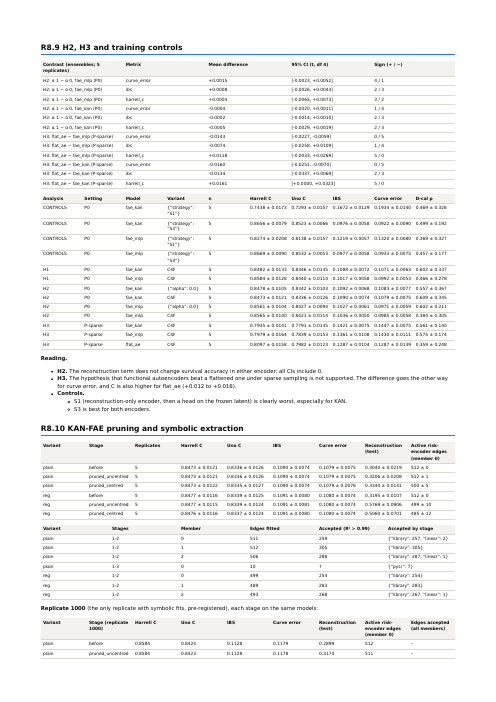 R8.9 H2, H3 and training controls
Contrast (ensembles; 5 replicates) Metric Mean difference 95% CI (t, df 4) Sign (+ / −)
H2: α 1 − α 0, fae_mlp (P0) curve_error +0.0015 [-0.0023, +0.0052] 4 / 1
H2: α 1 − α 0, fae_mlp (P0) ibs +0.0008 [-0.0026, +0.0043] 2 / 3
H2: α 1 − α 0, fae_mlp (P0) harrell_c +0.0004 [-0.0065, +0.0073] 3 / 2
H2: α 1 − α 0, fae_kan (P0) curve_error -0.0004 [-0.0020, +0.0011] 1 / 4
H2: α 1 − α 0, fae_kan (P0) ibs -0.0002 [-0.0014, +0.0010] 2 / 3
H2: α 1 − α 0, fae_kan (P0) harrell_c -0.0005 [-0.0029, +0.0019] 2 / 3
H3: flat_ae − fae_mlp (P-sparse) curve_error -0.0143 [-0.0227, -0.0059] 0 / 5
H3: flat_ae − fae_mlp (P-sparse) ibs -0.0074 [-0.0258, +0.0109] 1 / 4
H3: flat_ae − fae_mlp (P-sparse) harrell_c +0.0118 [-0.0033, +0.0269] 5 / 0
H3: flat_ae − fae_kan (P-sparse) curve_error -0.0160 [-0.0251, -0.0070] 0 / 5
H3: flat_ae − fae_kan (P-sparse) ibs -0.0134 [-0.0337, +0.0069] 2 / 3
H3: flat_ae − fae_kan (P-sparse) harrell_c +0.0161 [+0.0000, +0.0323] 5 / 0
Analysis Setting Model Variant n Harrell C Uno C IBS Curve error D-cal p
CONTROLS P0 fae_kan {"strategy": "S1"} 5 0.7438 ± 0.0173 0.7346 ± 0.0196 0.1672 ± 0.0129 0.1934 ± 0.0140 0.469 ± 0.326
CONTROLS P0 fae_kan {"strategy": "S3"} 5 0.8656 ± 0.0079 0.8523 ± 0.0066 0.0976 ± 0.0058 0.0922 ± 0.0090 0.499 ± 0.192
CONTROLS P0 fae_mlp {"strategy": "S1"} 5 0.8274 ± 0.0208 0.8138 ± 0.0157 0.1219 ± 0.0057 0.1320 ± 0.0080 0.369 ± 0.327
CONTROLS P0 fae_mlp {"strategy": "S3"} 5 0.8669 ± 0.0090 0.8532 ± 0.0053 0.0977 ± 0.0058 0.0933 ± 0.0075 0.457 ± 0.177
H1 P0 fae_kan C4F 5 0.8482 ± 0.0133 0.8346 ± 0.0135 0.1088 ± 0.0072 0.1071 ± 0.0063 0.602 ± 0.337
H1 P0 fae_mlp C4F 5 0.8584 ± 0.0128 0.8440 ± 0.0114 0.1017 ± 0.0051 0.0992 ± 0.0053 0.466 ± 0.278
H2 P0 fae_kan {"alpha": 0.0} 5 0.8478 ± 0.0105 0.8342 ± 0.0103 0.1092 ± 0.0068 0.1083 ± 0.0077 0.557 ± 0.367
H2 P0 fae_kan C4F 5 0.8473 ± 0.0121 0.8336 ± 0.0126 0.1090 ± 0.0074 0.1079 ± 0.0075 0.609 ± 0.345
H2 P0 fae_mlp {"alpha": 0.0} 5 0.8561 ± 0.0104 0.8427 ± 0.0094 0.1027 ± 0.0061 0.0971 ± 0.0059 0.602 ± 0.211
H2 P0 fae_mlp C4F 5 0.8565 ± 0.0140 0.8421 ± 0.0114 0.1036 ± 0.0050 0.0985 ± 0.0058 0.384 ± 0.305
H3 P-sparse fae_kan C4F 5 0.7935 ± 0.0141 0.7791 ± 0.0135 0.1421 ± 0.0075 0.1447 ± 0.0075 0.561 ± 0.140
H3 P-sparse fae_mlp C4F 5 0.7979 ± 0.0164 0.7839 ± 0.0153 0.1361 ± 0.0108 0.1430 ± 0.0111 0.575 ± 0.174
H3 P-sparse flat_ae C4F 5 0.8097 ± 0.0158 0.7982 ± 0.0123 0.1287 ± 0.0104 0.1287 ± 0.0139 0.359 ± 0.248
Reading.
• H2. The reconstruction term does not change survival accuracy in either encoder: all CIs include 0.
• H3. The hypothesis that functional autoencoders beat a flattened one under sparse sampling is not supported. The difference goes the other way for curve error, and C is also higher for flat_ae (+0.012 to +0.016).
• Controls.
○ S1 (reconstruction-only encoder, then a head on the frozen latent) is clearly worst, especially for KAN.
○ S3 is best for both encoders.
R8.10 KAN-FAE pruning and symbolic extraction
Variant Stage Replicates Harrell C Uno C IBS Curve error Reconstruction (test) Active risk-encoder edges (member 0)
plain before 5 0.8473 ± 0.0121 0.8336 ± 0.0126 0.1090 ± 0.0074 0.1079 ± 0.0075 0.3040 ± 0.0219 512 ± 0
plain pruned_uncentred 5 0.8473 ± 0.0122 0.8336 ± 0.0126 0.1090 ± 0.0074 0.1079 ± 0.0075 0.3206 ± 0.0208 512 ± 1
plain pruned_centred 5 0.8473 ± 0.0122 0.8335 ± 0.0127 0.1090 ± 0.0074 0.1079 ± 0.0076 0.3344 ± 0.0141 500 ± 5
reg before 5 0.8477 ± 0.0116 0.8339 ± 0.0125 0.1091 ± 0.0080 0.1080 ± 0.0074 0.3195 ± 0.0107 512 ± 0
reg pruned_uncentred 5 0.8477 ± 0.0115 0.8339 ± 0.0124 0.1091 ± 0.0081 0.1080 ± 0.0074 0.5769 ± 0.0906 499 ± 10
reg pruned_centred 5 0.8476 ± 0.0116 0.8337 ± 0.0124 0.1091 ± 0.0080 0.1080 ± 0.0074 0.5060 ± 0.0701 485 ± 12
Variant Stages Member Edges fitted Accepted (R² > 0.99) Accepted by stage
plain 1-2 0 511 259 {"library": 257, "linear": 2}
plain 1-2 1 512 305 {"library": 305}
plain 1-2 2 506 288 {"library": 287, "linear": 1}
plain 1-3 0 10 7 {"pysr": 7}
reg 1-2 0 499 254 {"library": 254}
reg 1-2 1 489 283 {"library": 283}
reg 1-2 2 493 268 {"library": 267, "linear": 1}
Replicate 1000 (the only replicate with symbolic fits, pre-registered), each stage on the same models:
Variant Stage (replicate 1000) Harrell C Uno C IBS Curve error Reconstruction (test) Active risk-encoder edges (member 0) Edges accepted (all members)
plain before 0.8584 0.8424 0.1128 0.1179 0.2899 512 –
plain pruned_uncentred 0.8584 0.8423 0.1128 0.1178 0.3174 511 –